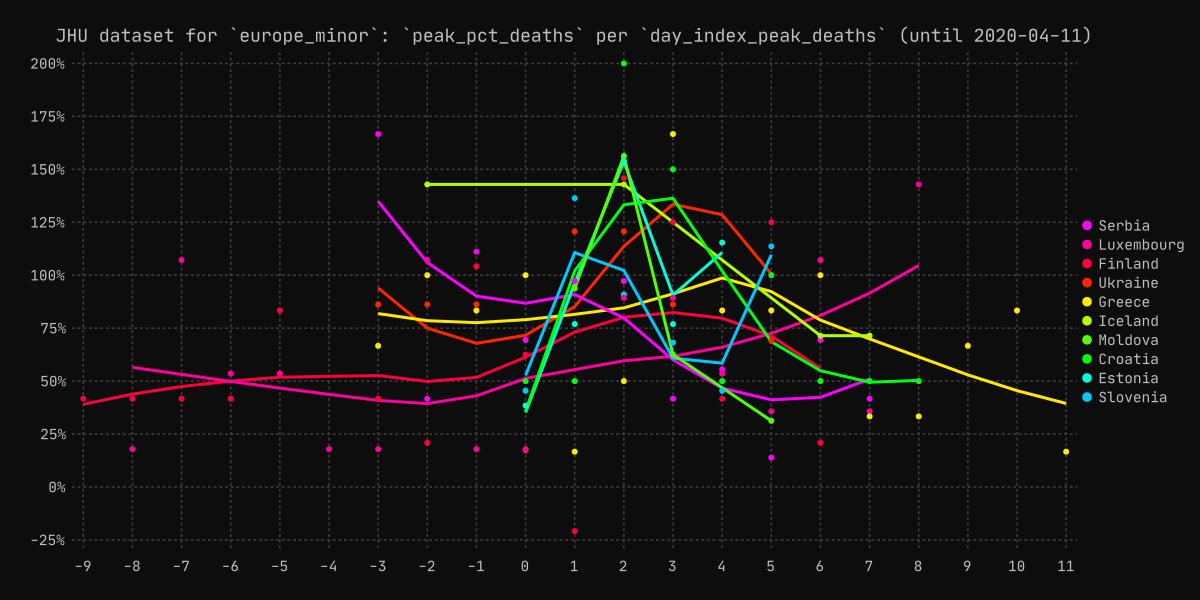 JHU dataset for `europe_minor`: `peak_pct_deaths` per `day_index_peak_deaths` (until 2020-04-11)
200%
175%
150%
125%
100%
75%
50%
25%
0%
-25%
-9 -8 -7 -6 -5 -4 -3 -2 -1 0 1 2 3 4 5 6 7 8 9 10 11
Serbia
Luxembourg
Finland
Ukraine
Greece
Iceland
Moldova
Croatia
Estonia
Slovenia